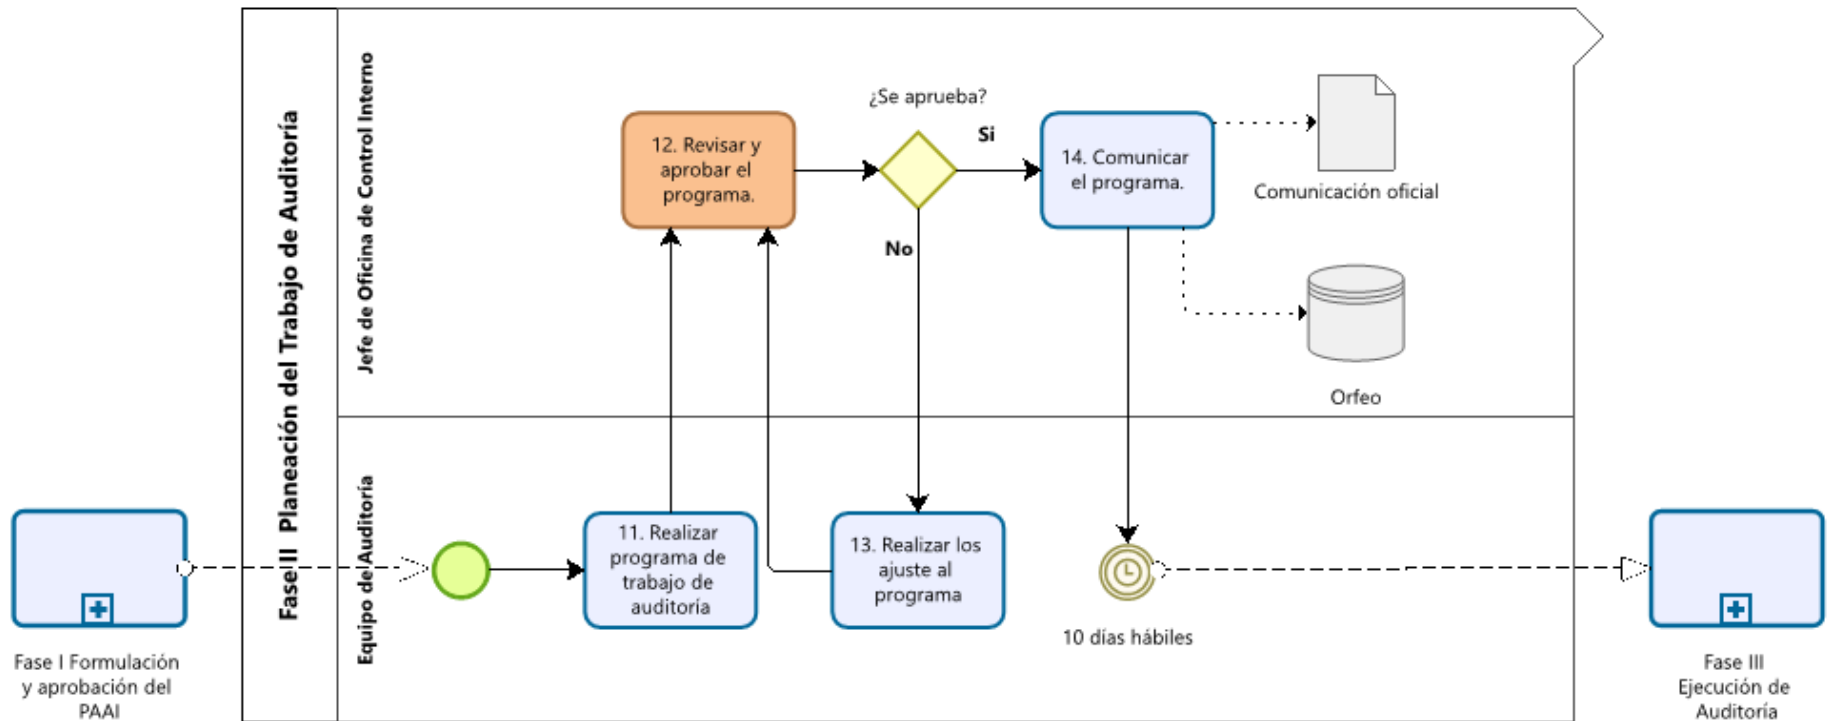 Fase II Planeación del Trabajo de Auditoría
Jefe de Oficina de Control Interno
¿Se aprueba?
12. Revisar y
aprobar el
programa.
Si
14. Comunicar
el programa.
Comunicación oficial
No
Orfeo
Equipo de Auditoría
11. Realizar
programa de
trabajo de
auditoría
13. Realizar los
ajuste al
programa
10 días hábiles
Fase I Formulación
y aprobación del
PAAI
Fase III
Ejecución de
Auditoría